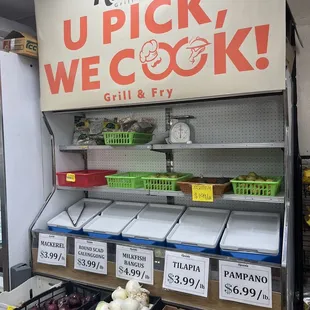 U PICK,
WE COOK!
Grill & Fry
MACKEREL
$3.99/lb.
ROUND SCAD
GALUNGGONG
$3.99/lb.
MILKFISH
BANGUS
$4.99/lb.
TILAPIA
$3.99/lb.
PAMPANO
$6.99/lb.